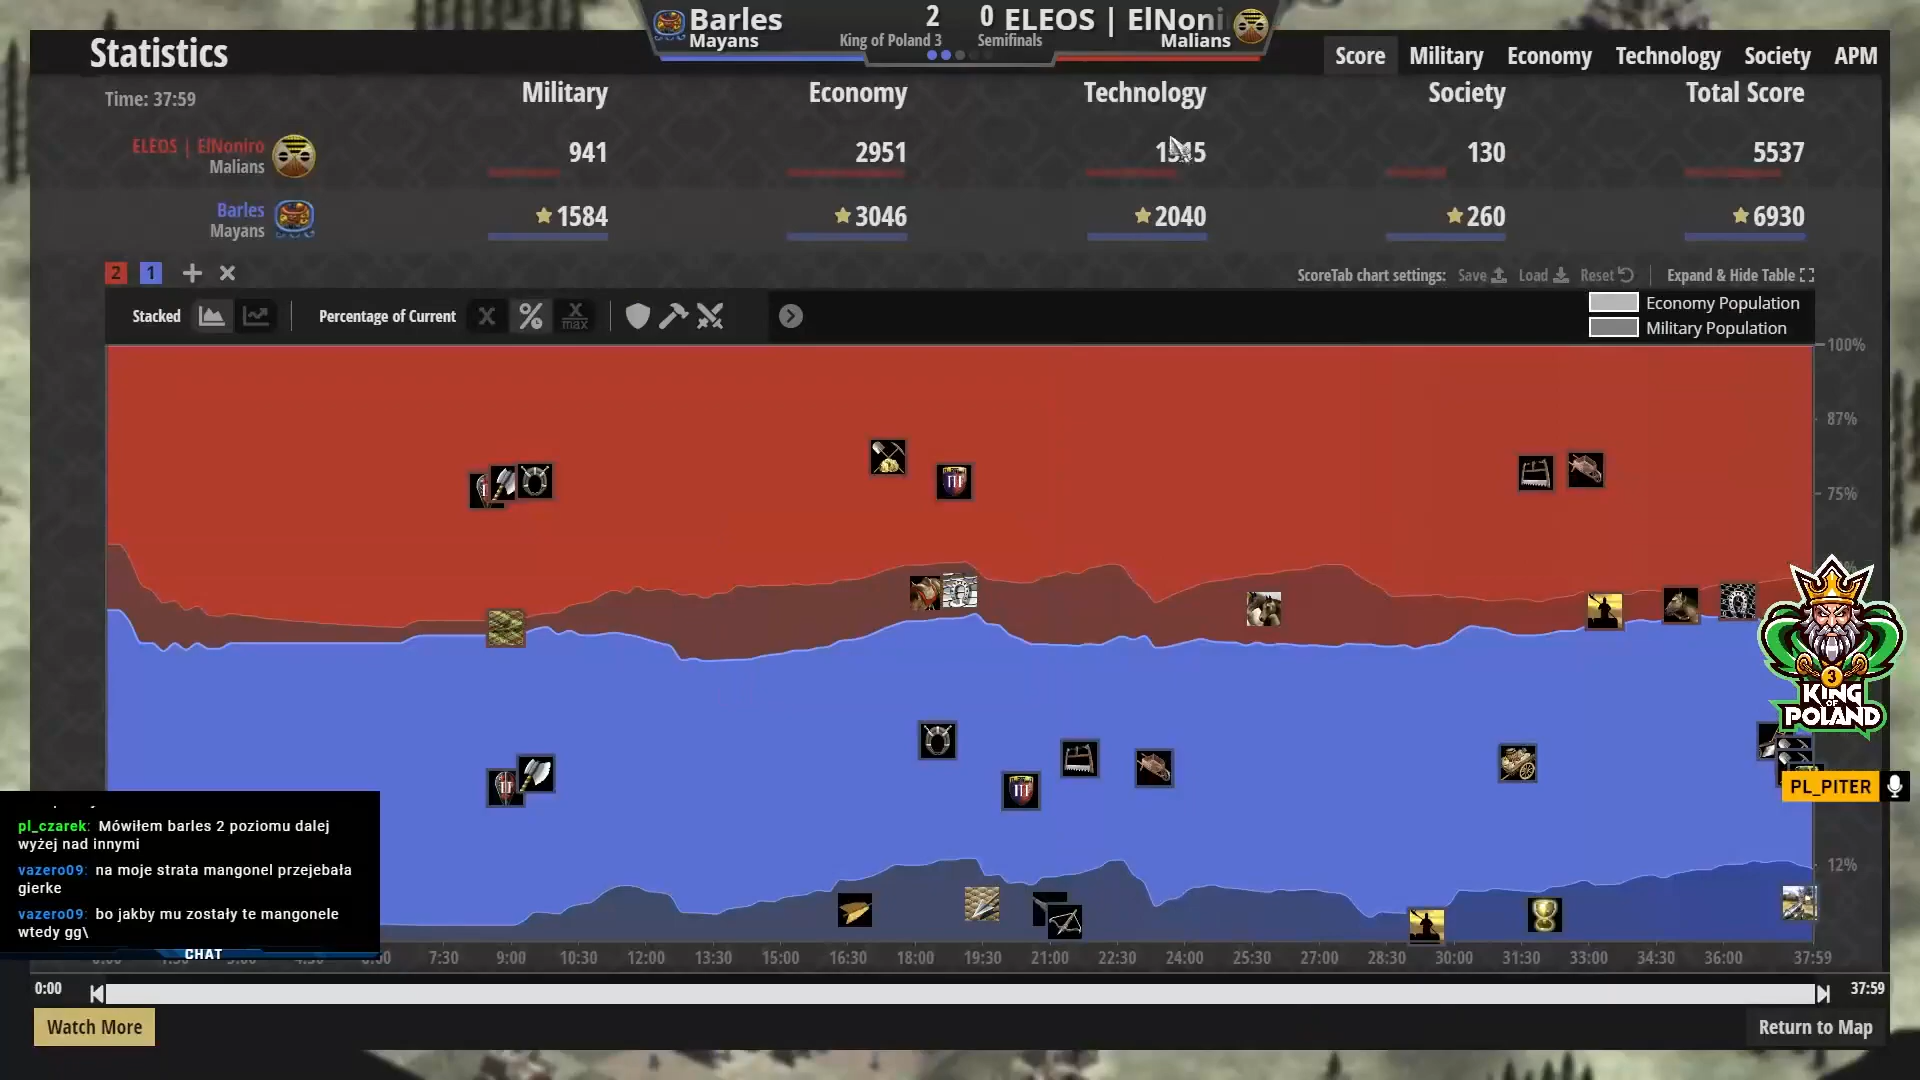 Barles
Mayans
2
0
King of Poland 3
Semifinals
ELEOS | ElNoni
Malians
Statistics
Score
Military
Economy
Technology
Society
APM
Time: 37:59
Military
Economy
Technology
Society
Total Score
ELEOS | ElNoniro
Malians
941
2951
130
5537
Barles
Mayans
1584
3046
2040
260
6930
2
1
ScoreTab chart settings:
Save
Load
Reset
Expand & Hide Table
Stacked
Percentage of Current
X
%
X
max
Economy Population
Military Population
100%
87%
75%
12%
KING
OF
POLAND
3
PL_PITER
pl_czarek: Mówiłem barles 2 poziomu dalej
wyżej nad innymi
vazero09: na moje strata mangonel przejebała
gierke
vazero09: bo jakby mu zostały te mangonele
wtedy gg\
CHAT
7:30
9:00
10:30
12:00
13:30
15:00
16:30
18:00
19:30
21:00
22:30
24:00
25:30
27:00
28:30
30:00
31:30
33:00
34:30
36:00
37:59
0:00
37:59
Watch More
Return to Map